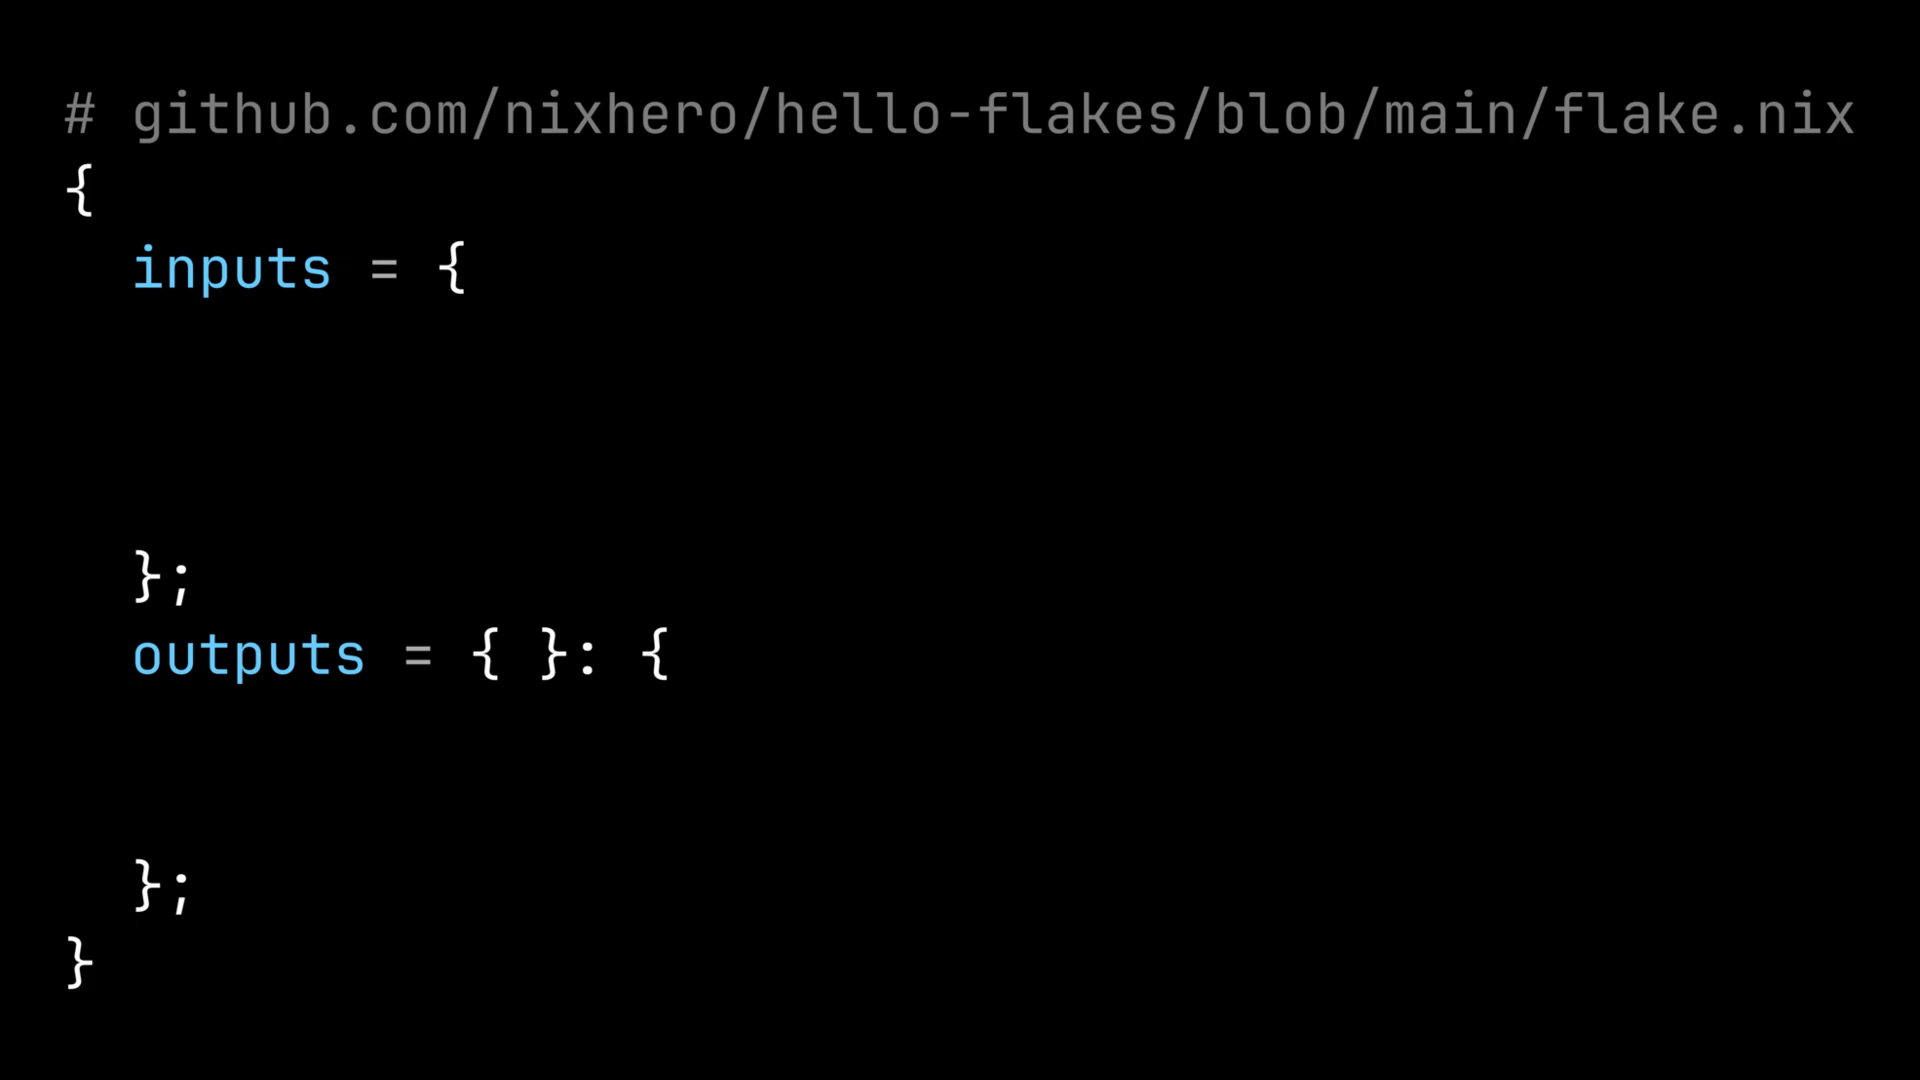 # github.com/nixhero/hello-flakes/blob/main/flake.nix
{
  inputs = {
  };
  outputs = { }: {
  };
}